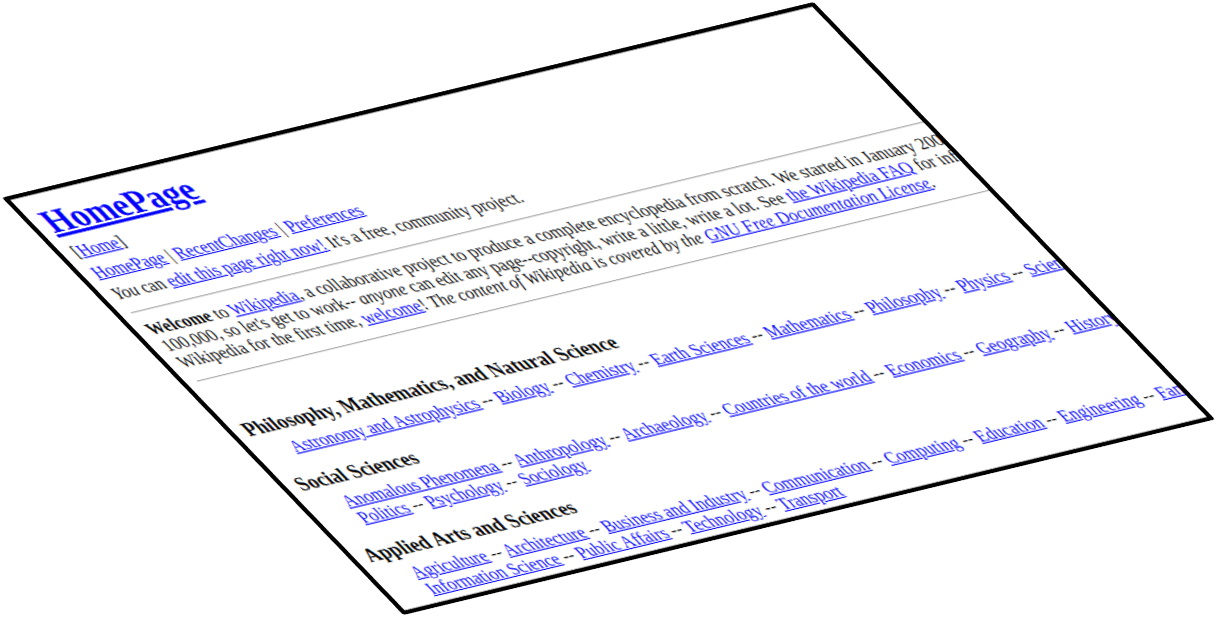 HomePage
[Home]
HomePage | RecentChanges | Preferences
You can edit this page right now! It's a free, community project.
Welcome to Wikipedia, a collaborative project to produce a complete encyclopedia from scratch. We started in January
100,000, so let's get to work-- anyone can edit any page--copyright, write a little, write a lot. See the Wikipedia FAQ for
Wikipedia for the first time, welcome! The content of Wikipedia is covered by the GNU Free Documentation License.
Philosophy, Mathematics, and Natural Science
Astronomy and Astrophysics -- Biology -- Chemistry -- Earth Sciences -- Mathematics -- Philosophy -- Physics --
Social Sciences
Anomalous Phenomena -- Anthropology -- Archaeology -- Countries of the world -- Economics -- Geography -- History
Politics -- Psychology -- Sociology
Applied Arts and Sciences
Agriculture -- Architecture -- Business and Industry -- Communication -- Computing -- Education -- Engineering --
Information Science -- Public Affairs -- Technology -- Transport